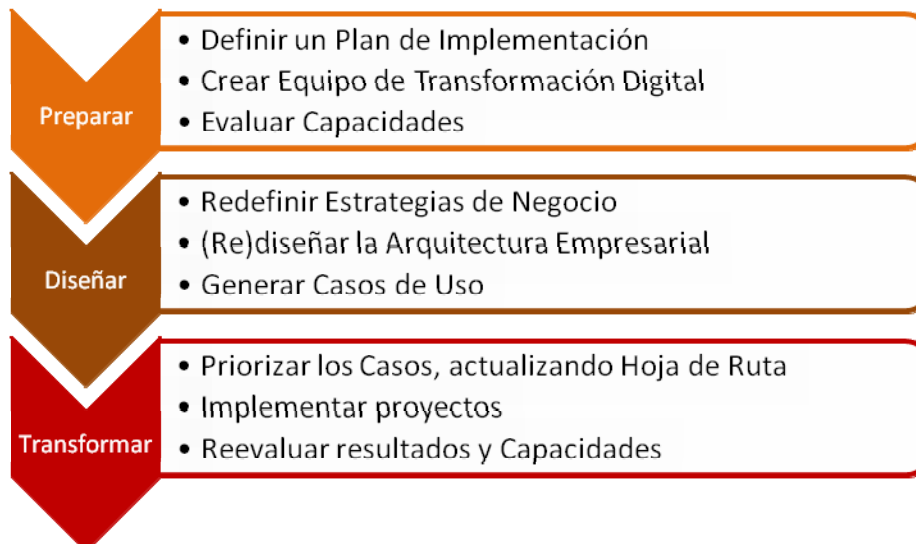 Preparar
• Definir un Plan de Implementación
• Crear Equipo de Transformación Digital
• Evaluar Capacidades
Diseñar
• Redefinir Estrategias de Negocio
• (Re)diseñar la Arquitectura Empresarial
• Generar Casos de Uso
Transformar
• Priorizar los Casos, actualizando Hoja de Ruta
• Implementar proyectos
• Reevaluar resultados y Capacidades